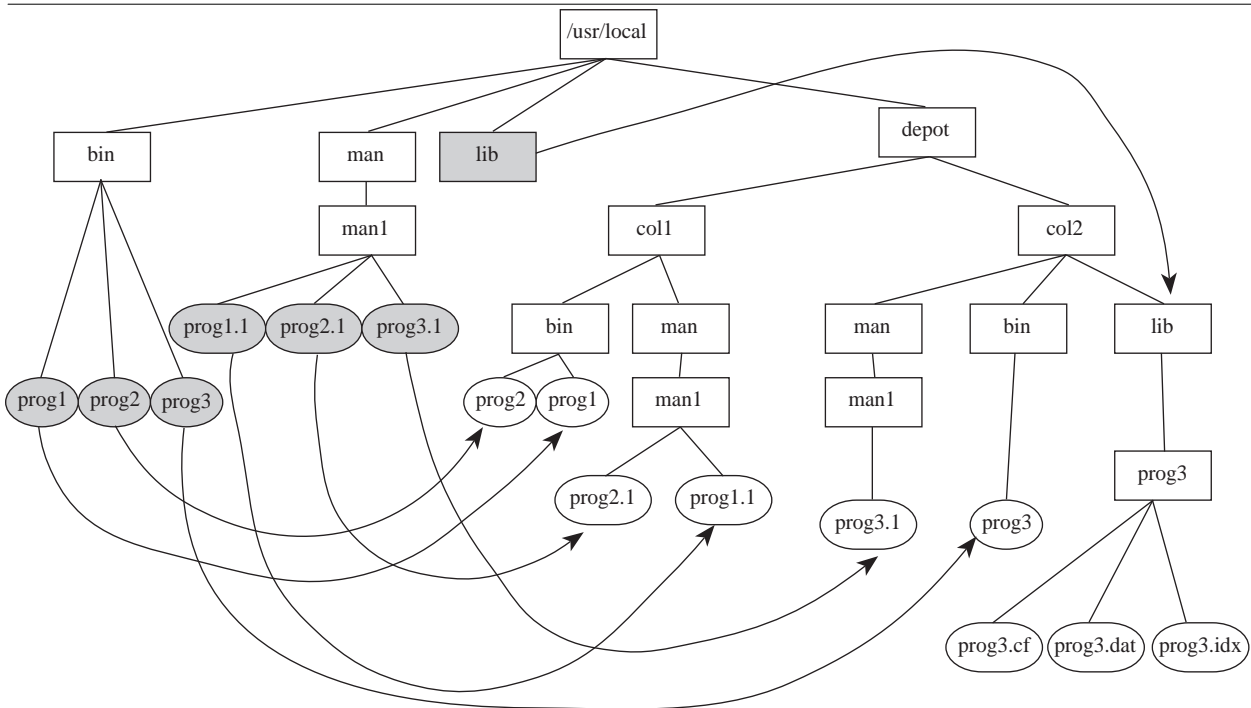 /usr/local
bin
man
lib
depot
man1
col1
col2
prog1.1
prog2.1
prog3.1
bin
man
man
bin
lib
prog1
prog2
prog3
prog2
prog1
man1
man1
prog2.1
prog1.1
prog3.1
prog3
prog3
prog3.cf
prog3.dat
prog3.idx